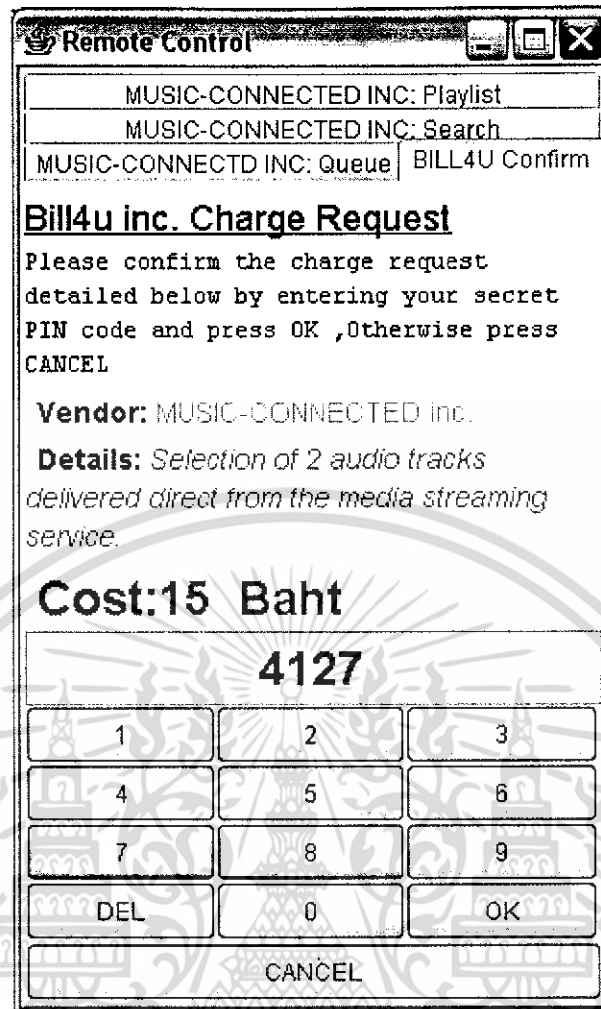 Remote Control
MUSIC-CONNECTED INC: Playlist
MUSIC-CONNECTED INC: Search
MUSIC-CONNECTD INC: Queue BILL4U Confirm
Bill4u inc. Charge Request
Please confirm the charge request
detailed below by entering your secret
PIN code and press OK ,Otherwise press
CANCEL
Vendor: MUSIC-CONNECTED inc.
Details: Selection of 2 audio tracks
delivered direct from the media streaming
service.
Cost:15 Baht
4127
1 2 3
4 5 6
7 8 9
DEL 0 OK
CANCEL